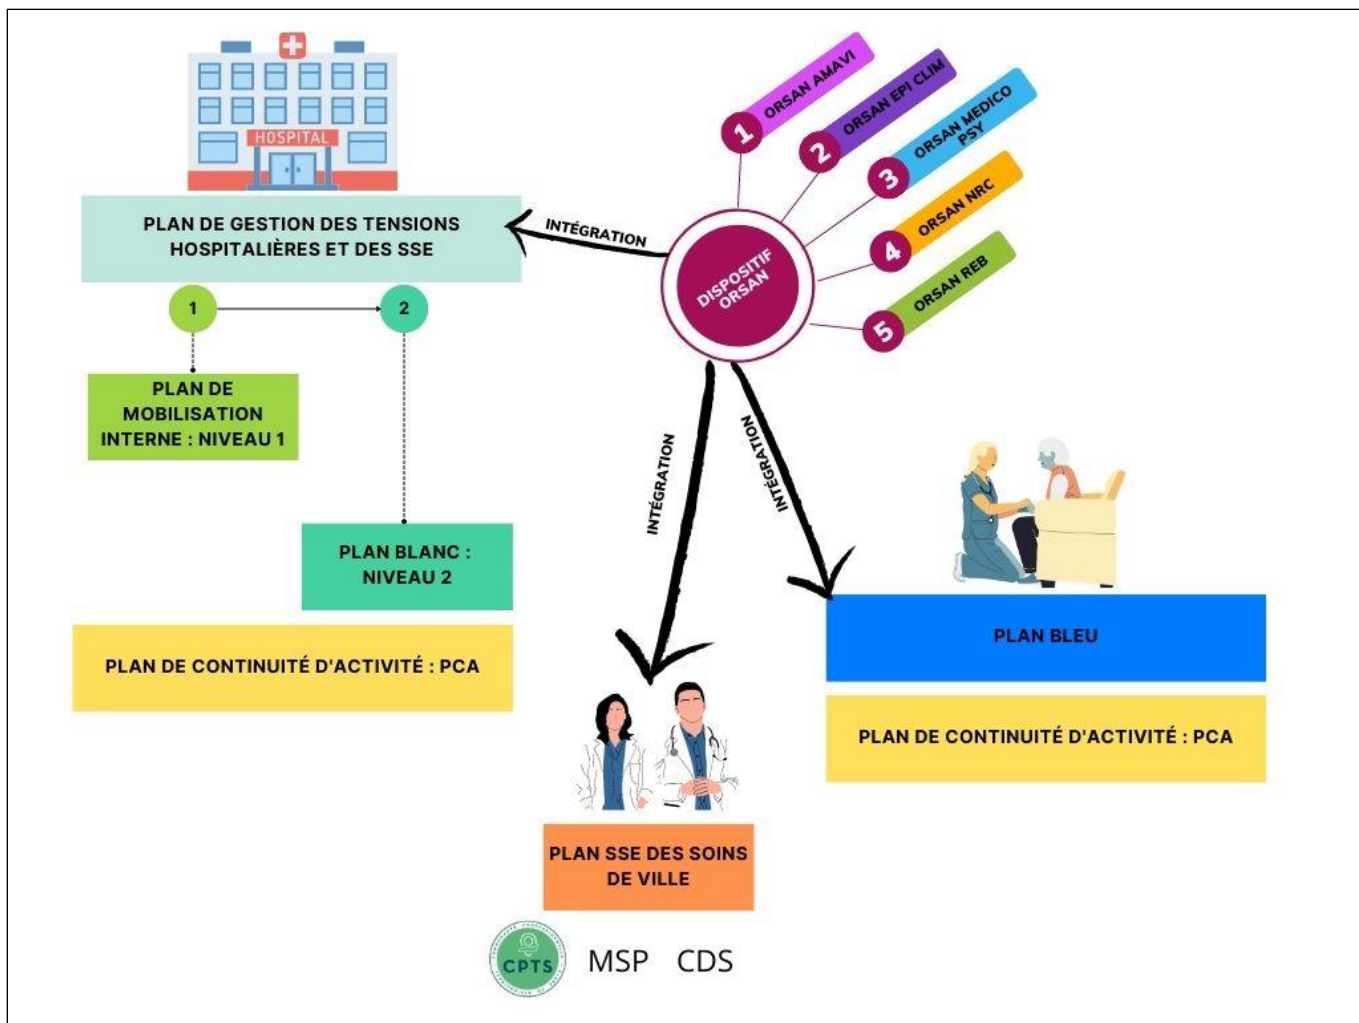 HOSPITAL
PLAN DE GESTION DES TENSIONS
HOSPITALIÈRES ET DES SSE
1
2
PLAN DE
MOBILISATION
INTERNE : NIVEAU 1
PLAN BLANC :
NIVEAU 2
PLAN DE CONTINUITÉ D'ACTIVITÉ : PCA
INTÉGRATION
DISPOSITIF
ORSAN
1
ORSAN AMAVI
2
ORSAN EPI CLIM
3
ORSAN MEDICO
PSY
4
ORSAN NRC
5
ORSAN REB
INTÉGRATION
INTÉGRATION
PLAN BLEU
PLAN DE CONTINUITÉ D'ACTIVITÉ : PCA
PLAN SSE DES SOINS
DE VILLE
CPTS
MSP CDS